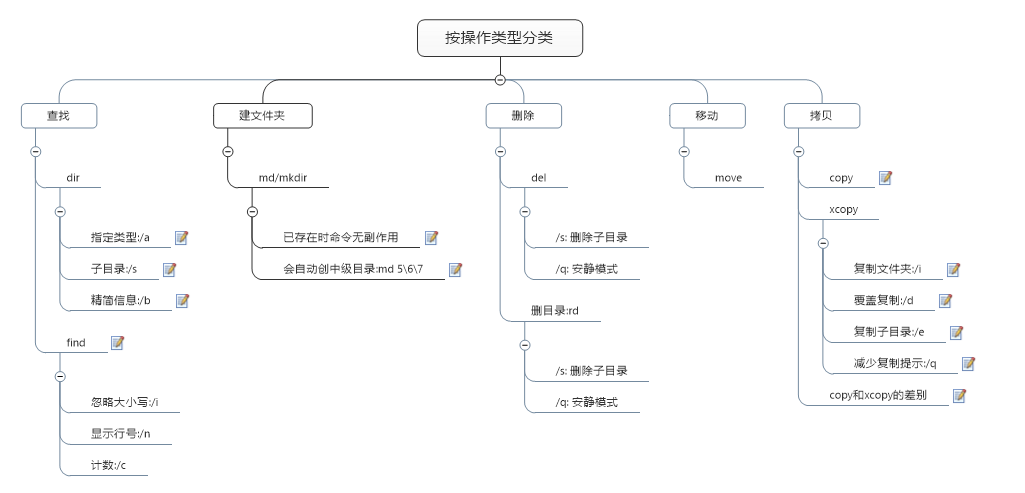 按操作类型分类
查找
dir
指定类型:/a
子目录:/s
精简信息:/b
find
忽略大小写:/i
显示行号:/n
计数:/c
建文件夹
md/mkdir
已存在时命令无副作用
会自动创中级目录:md 5\6\7
删除
del
/s: 删除子目录
/q: 安静模式
删目录:rd
/s: 删除子目录
/q: 安静模式
移动
move
拷贝
copy
xcopy
复制文件夹:/i
覆盖复制:/d
复制子目录:/e
减少复制提示:/q
copy和xcopy的差别